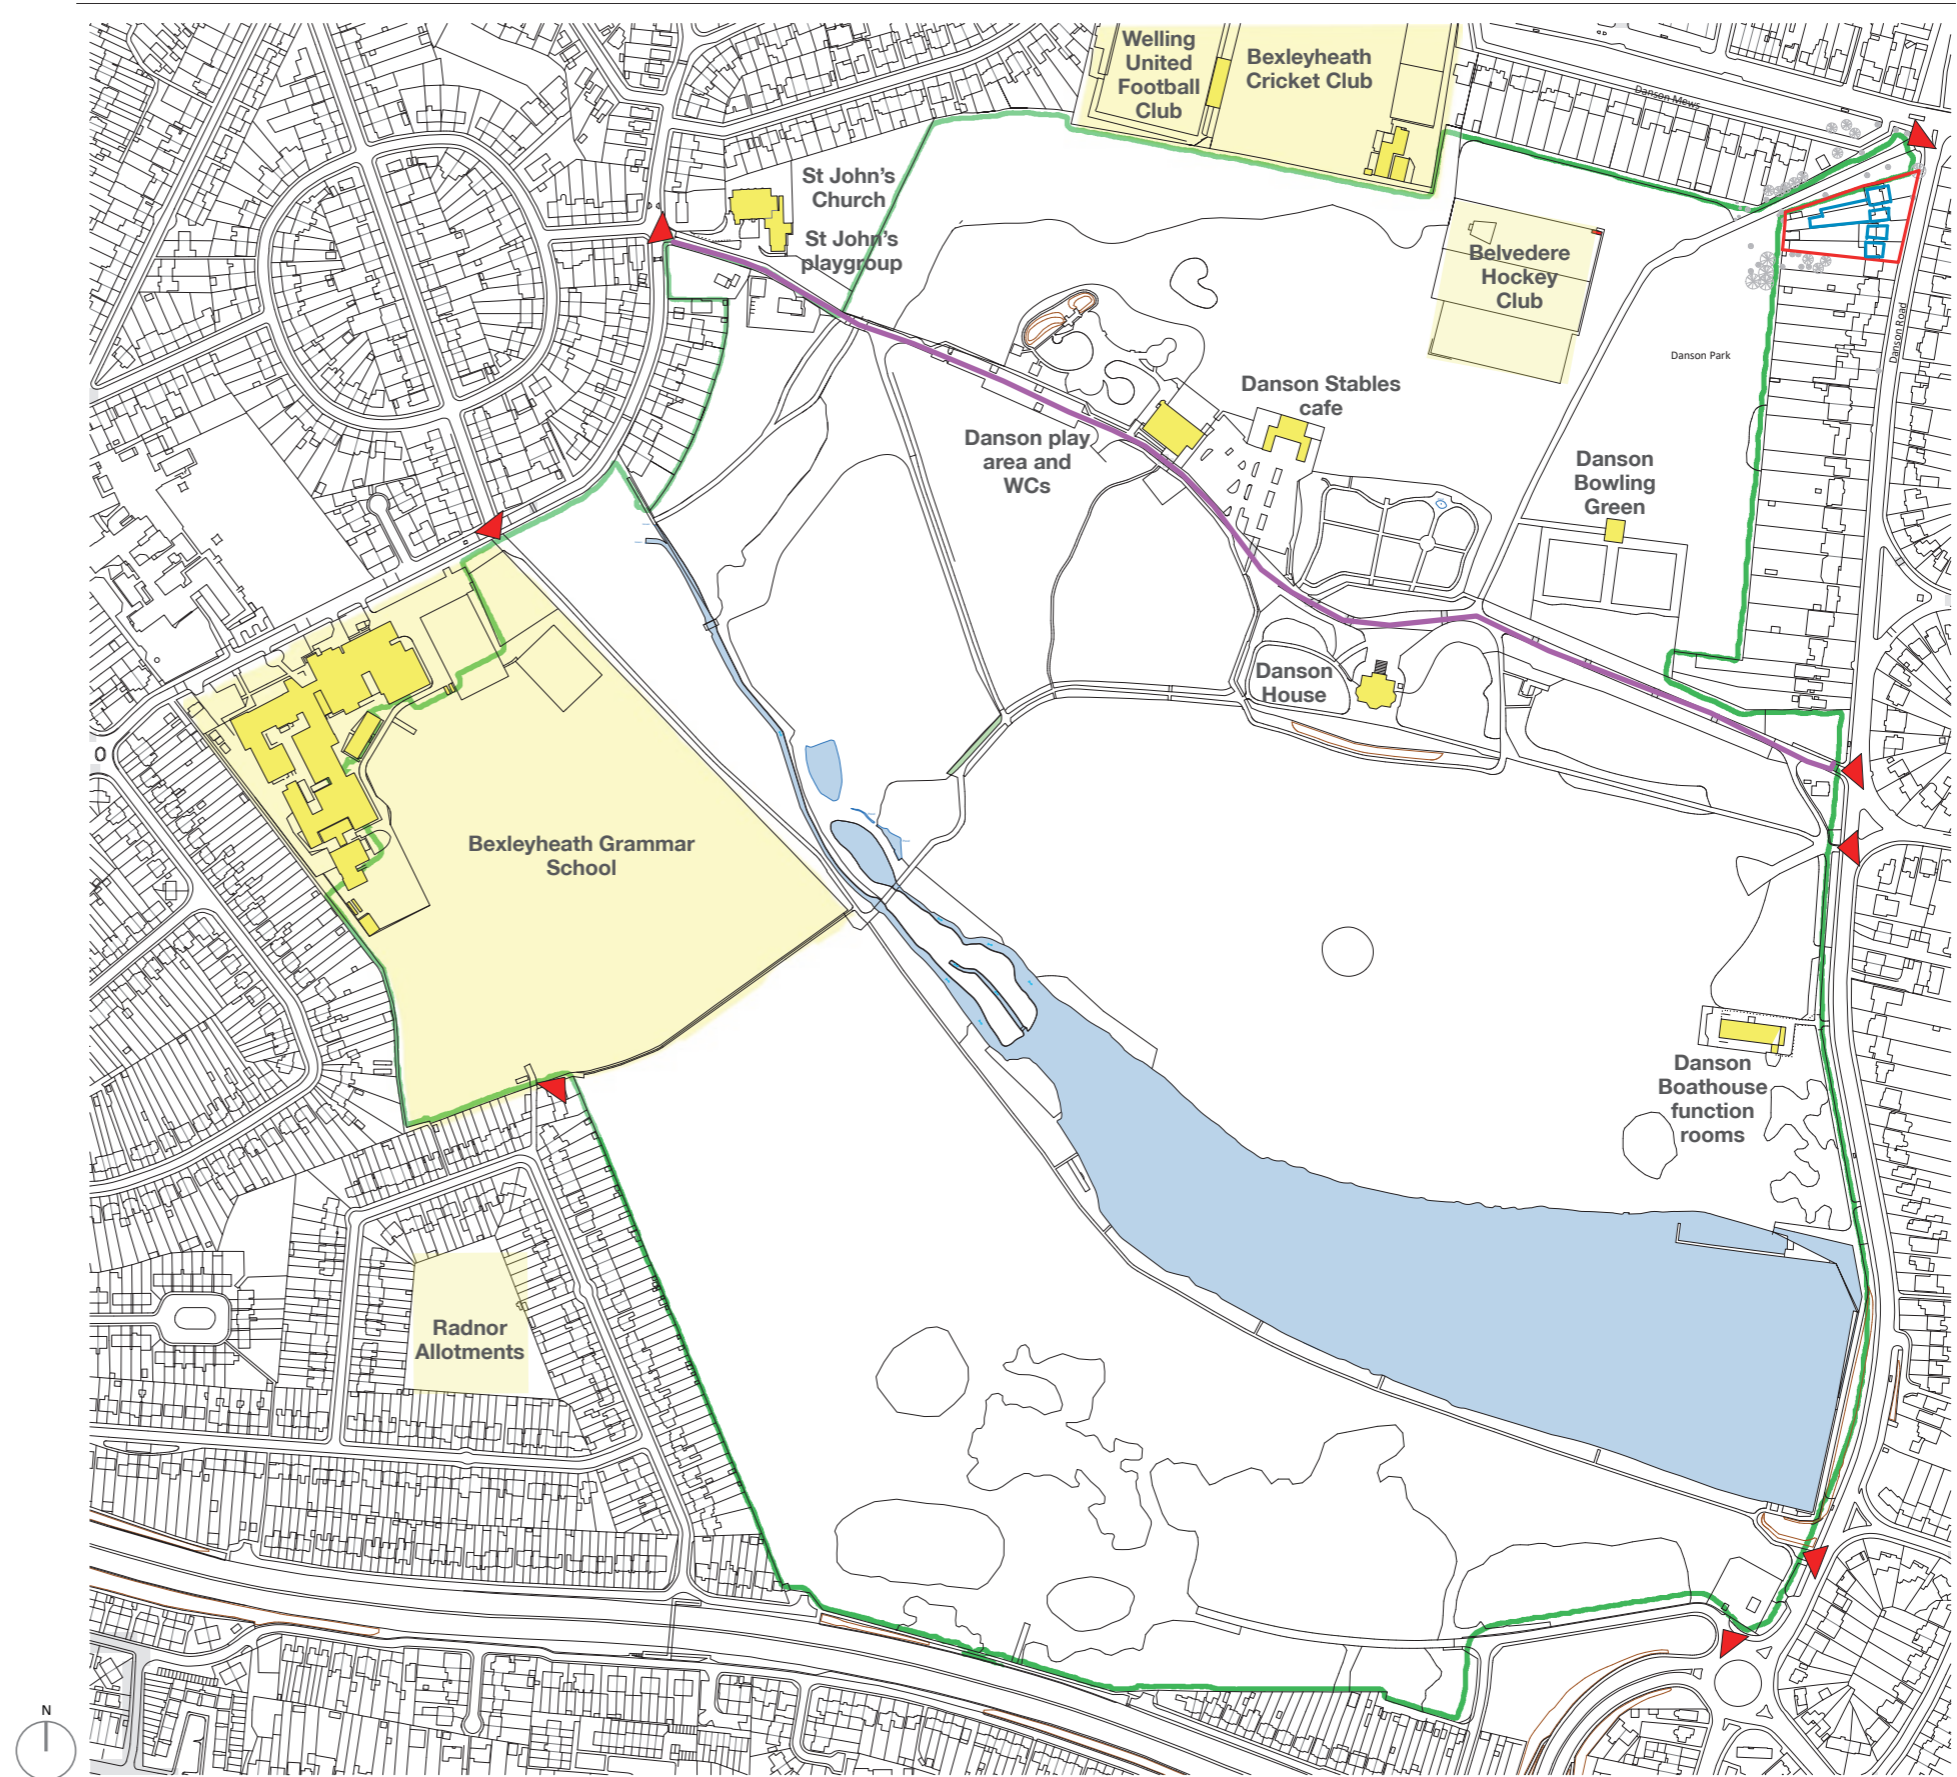 Welling
United
Football
Club
Bexleyheath
Cricket Club
Danson Mews
St John's
Church
St John's
playgroup
Belvedere
Hockey
Club
Danson Road
Danson Park
Danson Stables
cafe
Danson play
area and
WCs
Danson
Bowling
Green
Danson
House
0
Bexleyheath Grammar
School
Danson
Boathouse
function
rooms
Radnor
Allotments
N